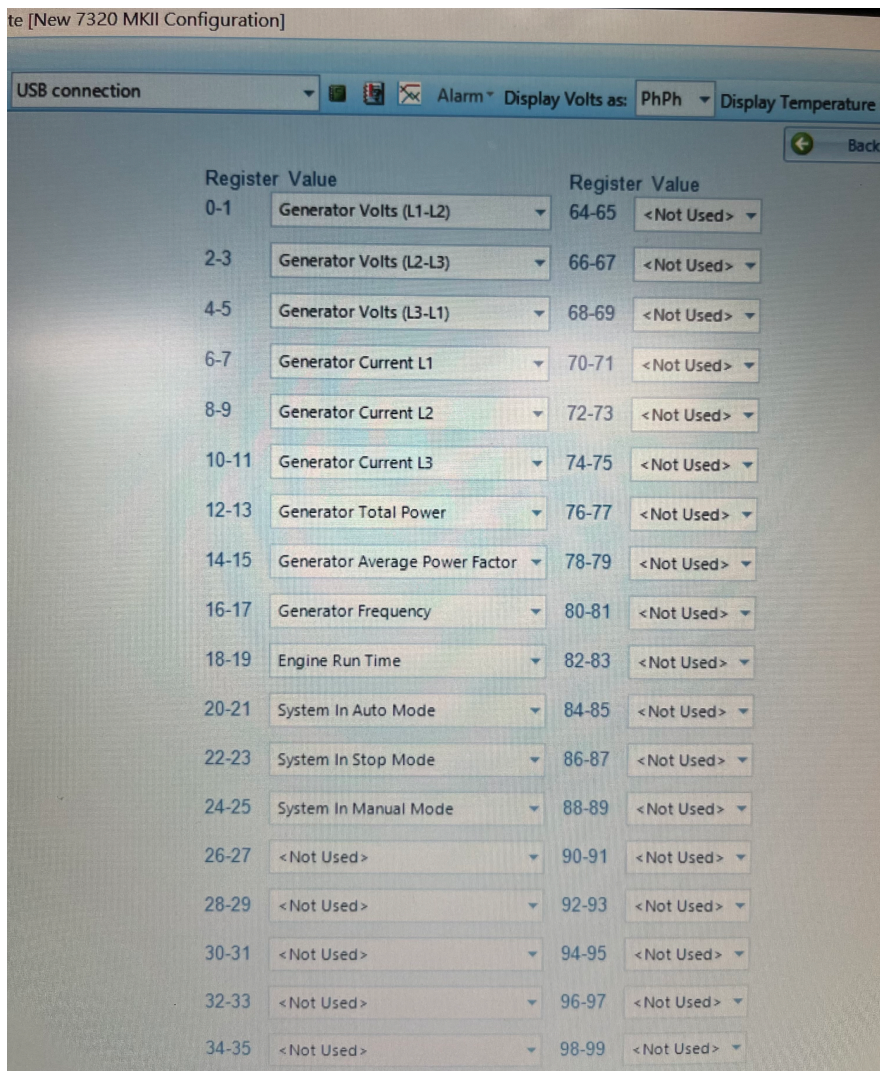 te [New 7320 MKII Configuration]
USB connection Alarm Display Volts as: PhPh Display Temperature
Back
Register Value Register Value
0-1 Generator Volts (L1-L2) 64-65 <Not Used>
2-3 Generator Volts (L2-L3) 66-67 <Not Used>
4-5 Generator Volts (L3-L1) 68-69 <Not Used>
6-7 Generator Current L1 70-71 <Not Used>
8-9 Generator Current L2 72-73 <Not Used>
10-11 Generator Current L3 74-75 <Not Used>
12-13 Generator Total Power 76-77 <Not Used>
14-15 Generator Average Power Factor 78-79 <Not Used>
16-17 Generator Frequency 80-81 <Not Used>
18-19 Engine Run Time 82-83 <Not Used>
20-21 System In Auto Mode 84-85 <Not Used>
22-23 System In Stop Mode 86-87 <Not Used>
24-25 System In Manual Mode 88-89 <Not Used>
26-27 <Not Used> 90-91 <Not Used>
28-29 <Not Used> 92-93 <Not Used>
30-31 <Not Used> 94-95 <Not Used>
32-33 <Not Used> 96-97 <Not Used>
34-35 <Not Used> 98-99 <Not Used>